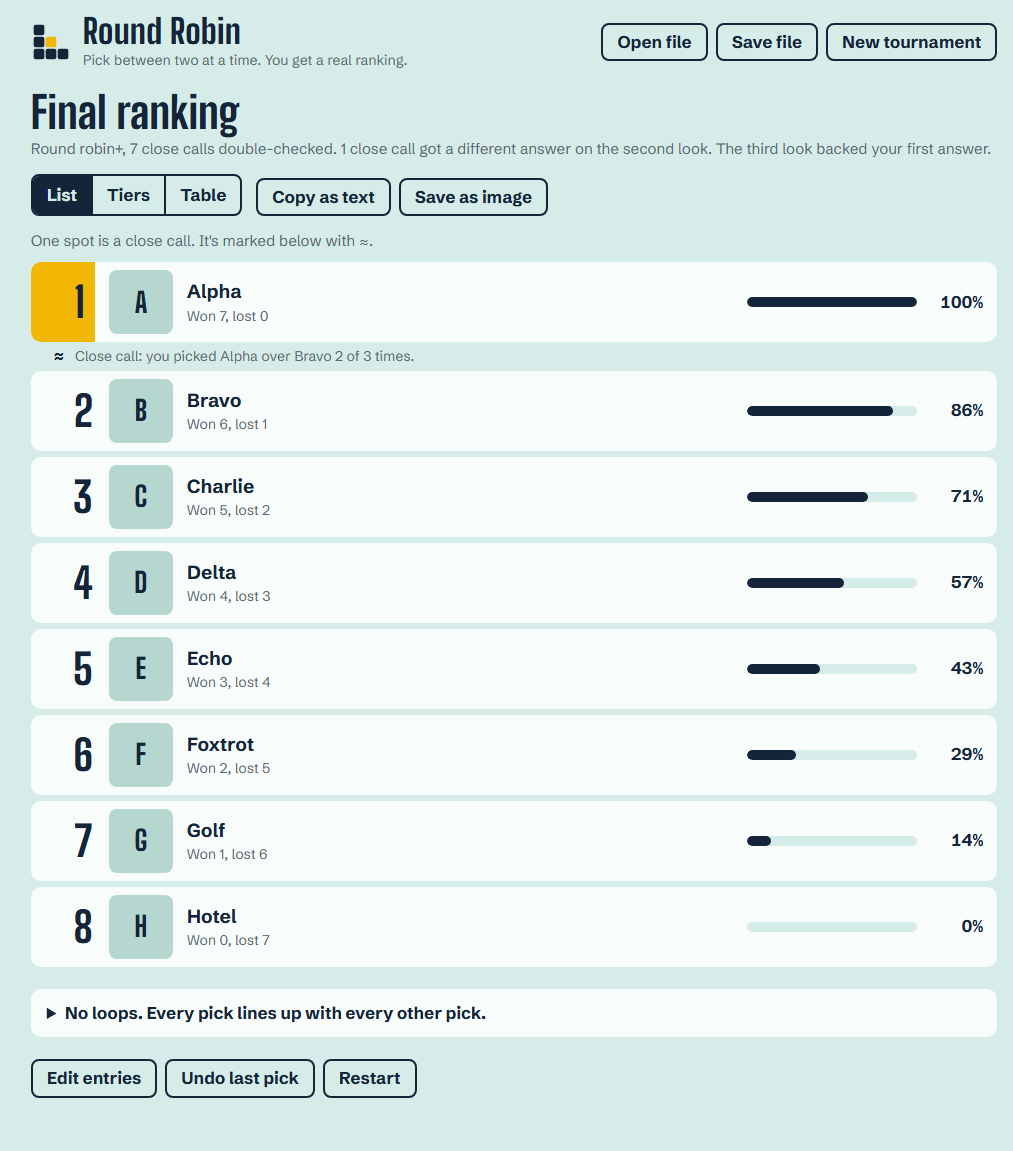 Round Robin
Pick between two at a time. You get a real ranking.
Open file
Save file
New tournament
Final ranking
Round robin+, 7 close calls double-checked. 1 close call got a different answer on the second look. The third look backed your first answer.
List
Tiers
Table
Copy as text
Save as image
One spot is a close call. It's marked below with ≈.
1
A
Alpha
Won 7, lost 0
100%
≈ Close call: you picked Alpha over Bravo 2 of 3 times.
2
B
Bravo
Won 6, lost 1
86%
3
C
Charlie
Won 5, lost 2
71%
4
D
Delta
Won 4, lost 3
57%
5
E
Echo
Won 3, lost 4
43%
6
F
Foxtrot
Won 2, lost 5
29%
7
G
Golf
Won 1, lost 6
14%
8
H
Hotel
Won 0, lost 7
0%
No loops. Every pick lines up with every other pick.
Edit entries
Undo last pick
Restart